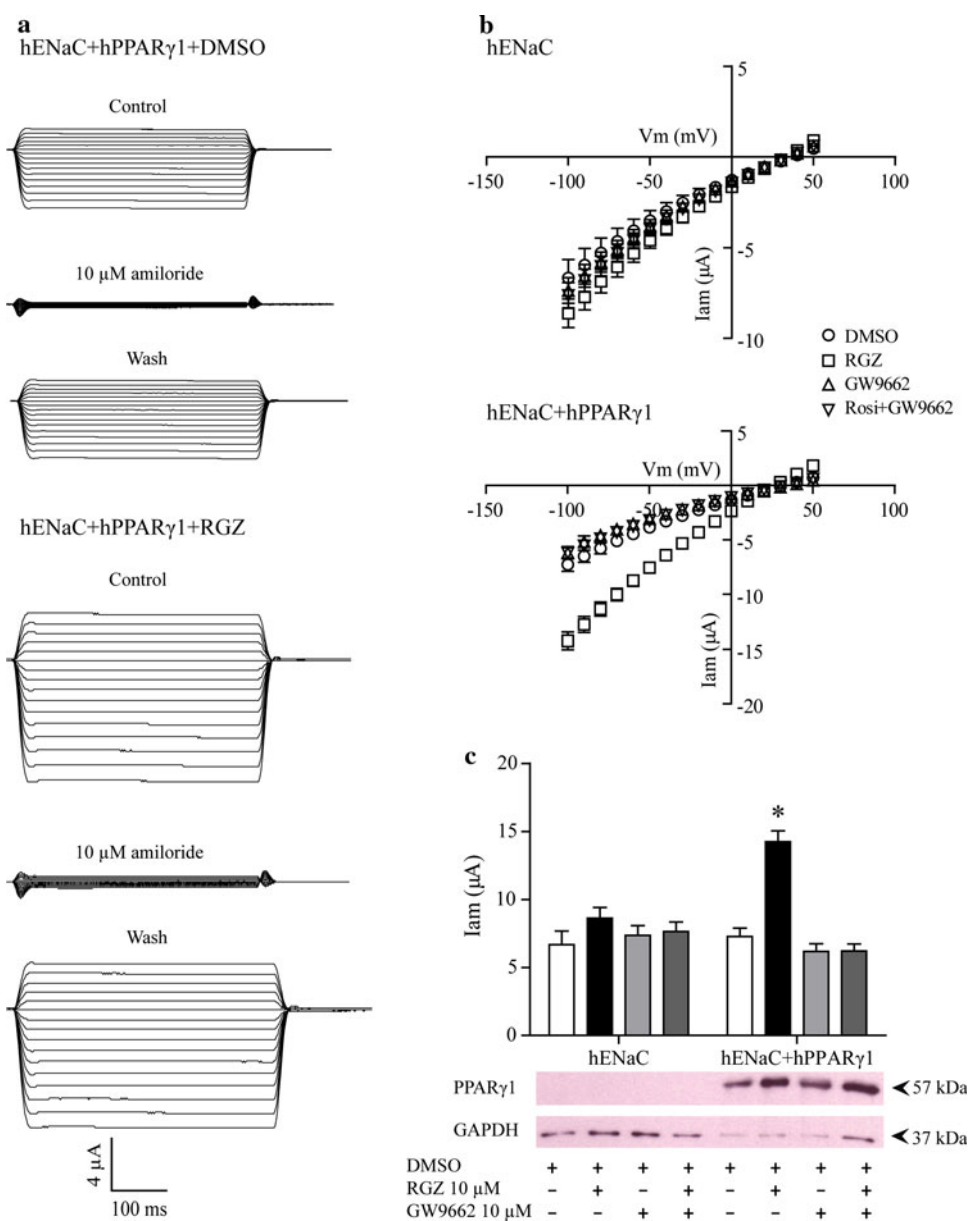 a
hENaC+hPPARγ1+DMSO
Control
10 µM amiloride
Wash
hENaC+hPPARγ1+RGZ
Control
10 µM amiloride
Wash
4 µA
100 ms
b
hENaC
5
Vm (mV)
-150 -100 -50 0 50 100
-5
-10
Iam (µA)
DMSO
RGZ
GW9662
Rosi+GW9662
hENaC+hPPARγ1
5
Vm (mV)
-150 -100 -50 0 50 100
-5
-10
-15
-20
Iam (µA)
c
20
15
10
5
0
Iam (µA)
*
hENaC hENaC+hPPARγ1
PPARγ1 57 kDa
GAPDH 37 kDa
DMSO + + + + + + + +
RGZ 10 µM – + – + – + – +
GW9662 10 µM – – + + – – + +